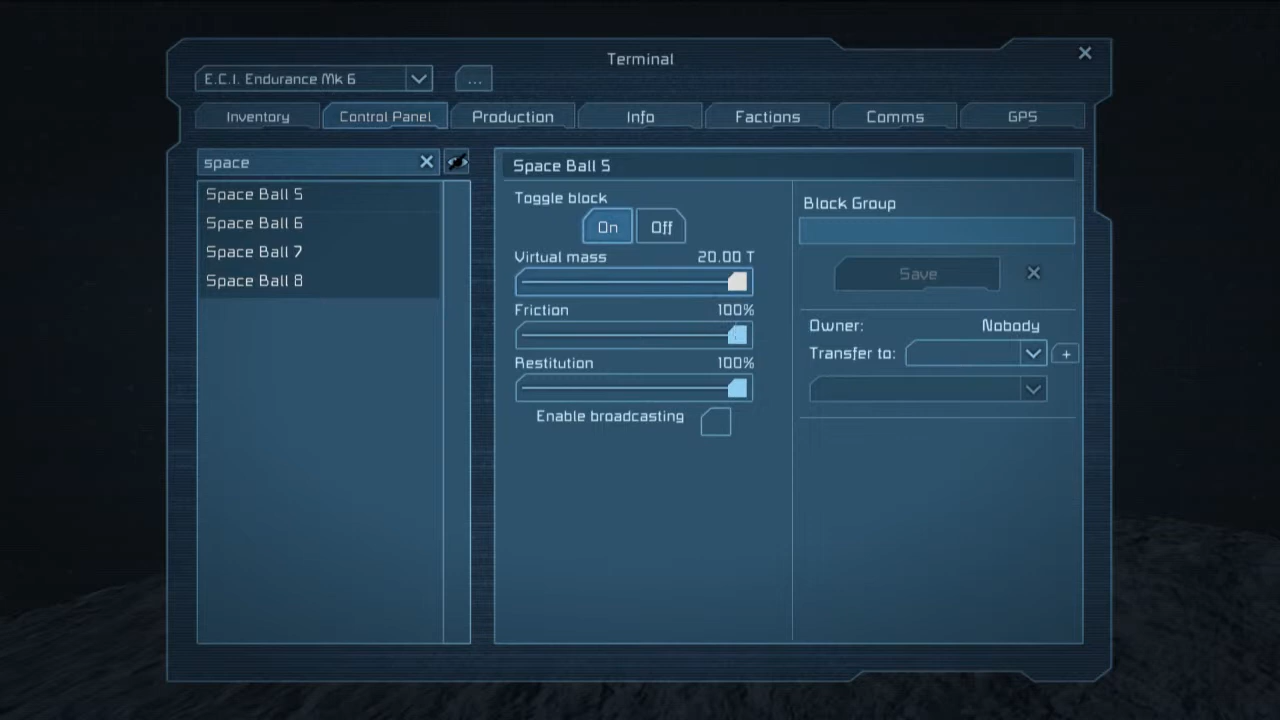 Terminal
E.C.I. Endurance Mk 6
...
Inventory
Control Panel
Production
Info
Factions
Comms
GPS
space
Space Ball 5
Space Ball 6
Space Ball 7
Space Ball 8
Space Ball 5
Toggle block
On
Off
Virtual mass 20.00 T
Friction 100%
Restitution 100%
Enable broadcasting
Block Group
Save
Owner: Nobody
Transfer to: